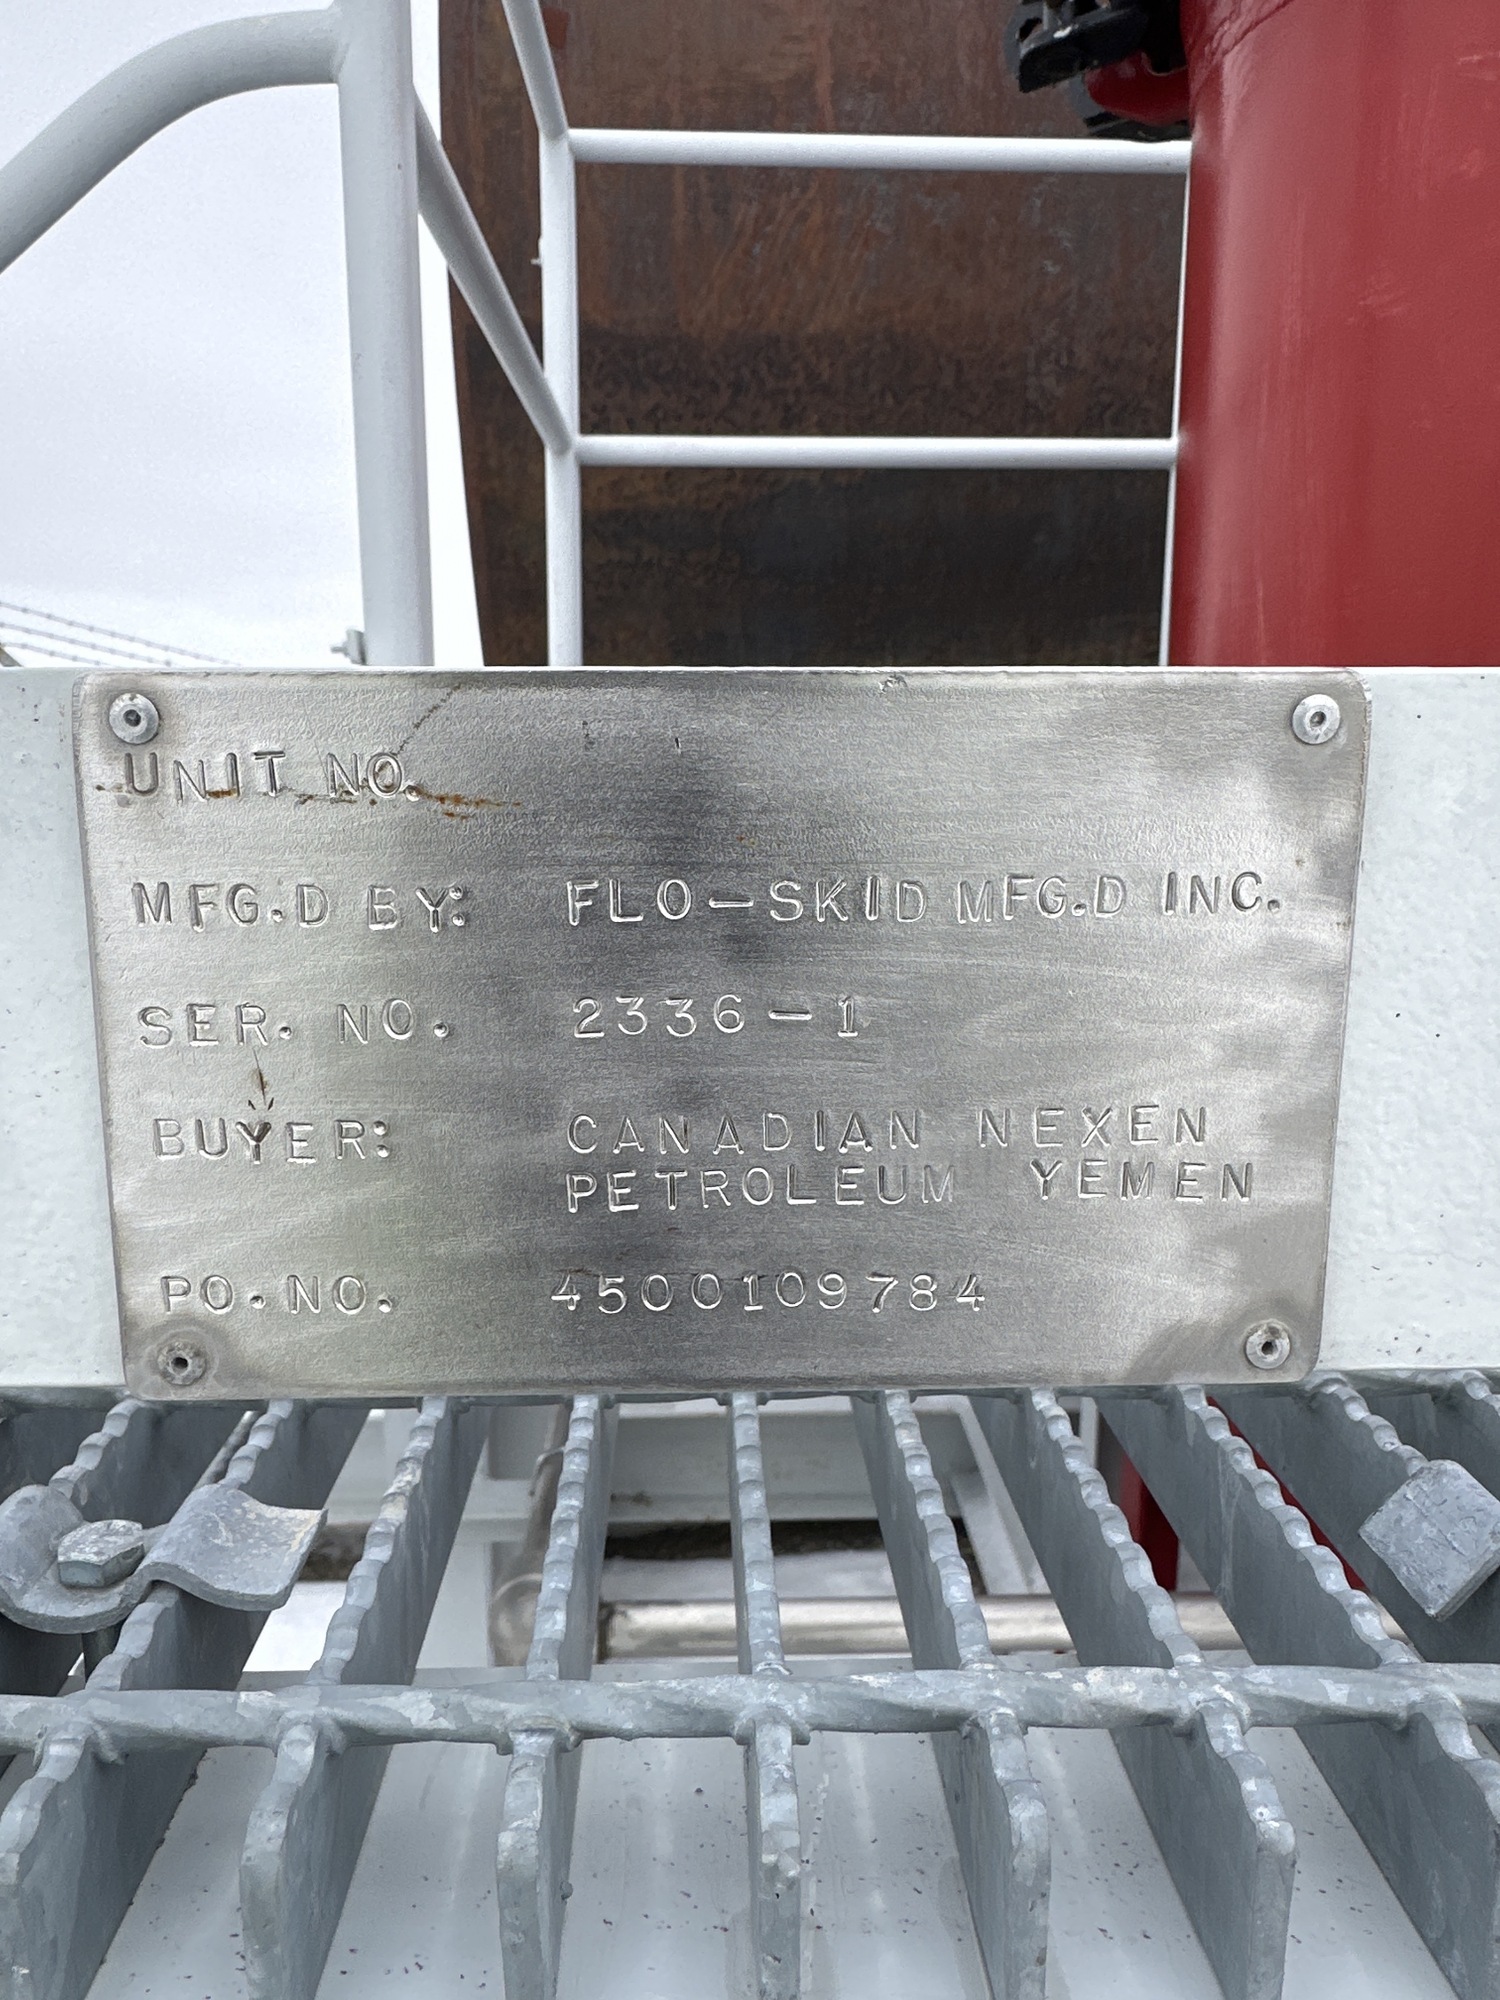 UNIT NO.
MFG.D BY: FLO-SKID MFG.D INC.
SER. NO. 2336-1
BUYER: CANADIAN NEXEN
PETROLEUM YEMEN
PO.NO. 4500109784